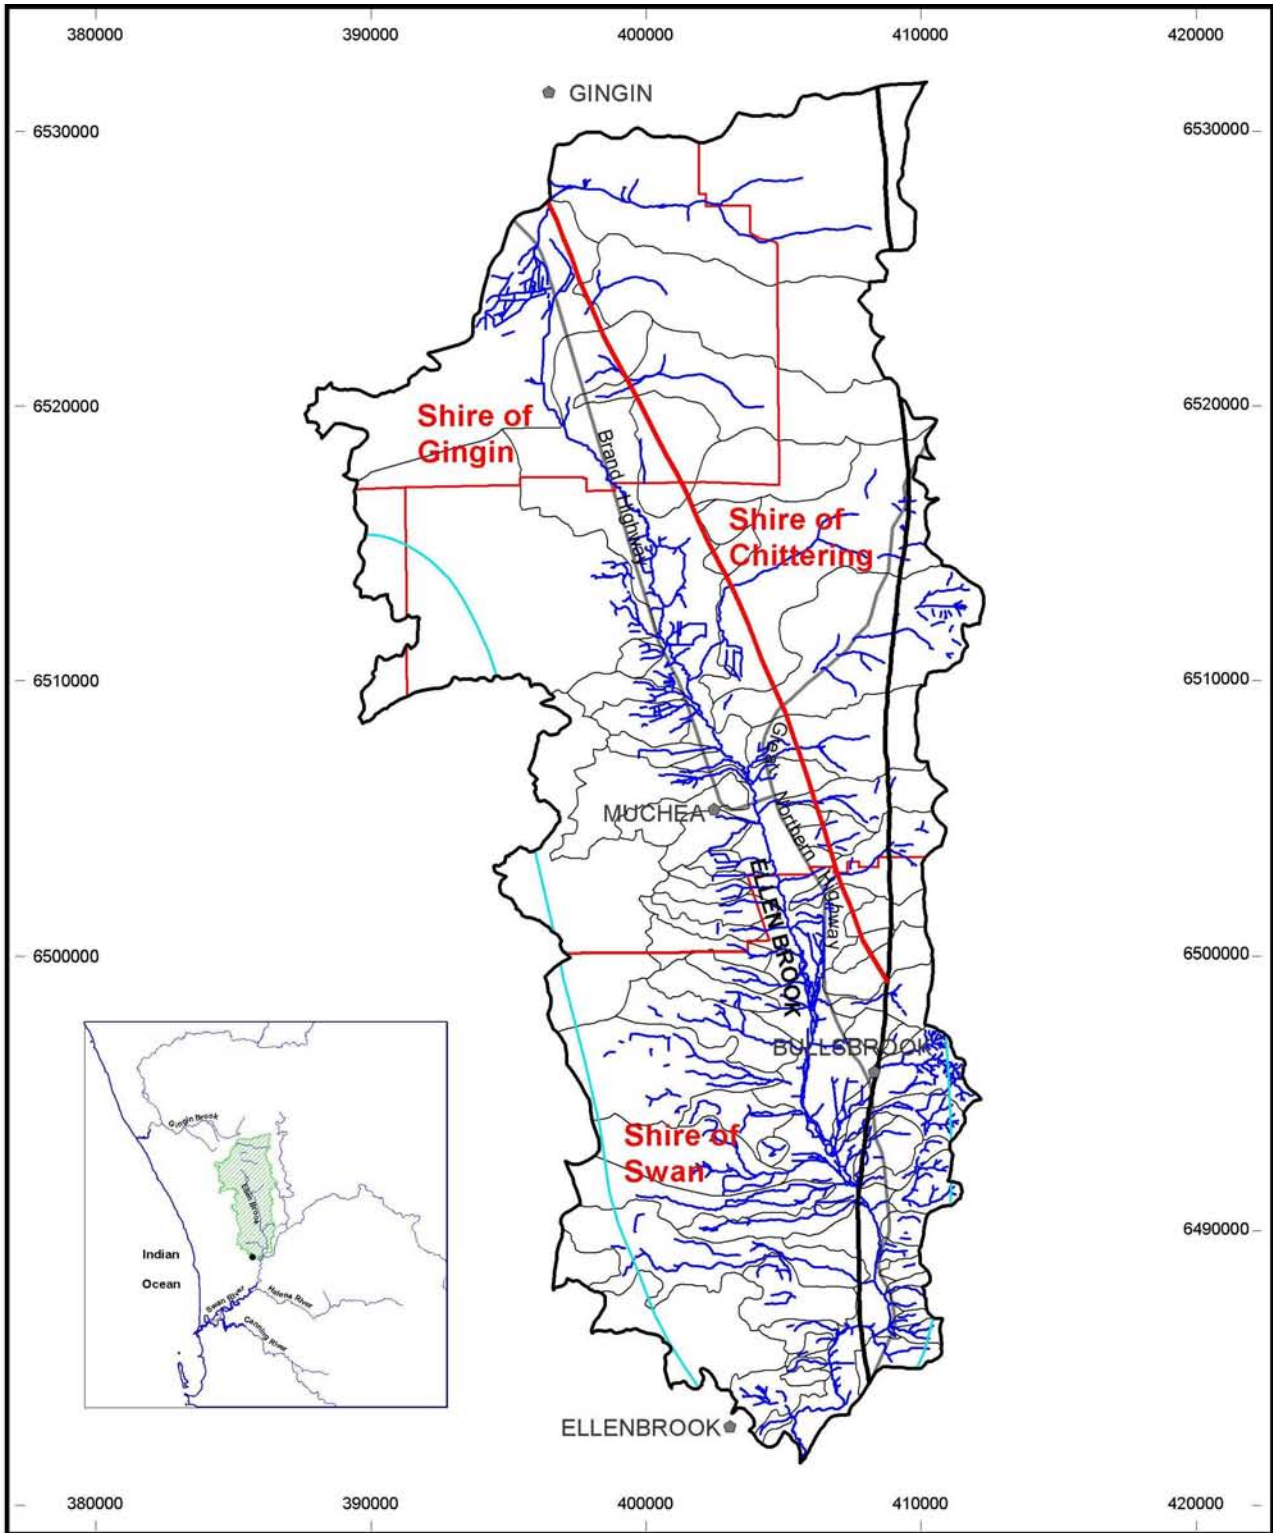 380000 390000 400000 410000 420000
GINGIN
6530000 6530000
6520000 6520000
Shire of
Gingin
Brand Highway
Shire of
Chittering
6510000 6510000
Great Northern Highway
MUCHEA
ELLEN BROOK
6500000 6500000
BULLSBROOK
Shire of
Swan
Gingin Brook
Ellen Brook
6490000 6490000
Indian
Ocean
Swan River
Helena River
Canning River
ELLENBROOK
380000 390000 400000 410000 420000